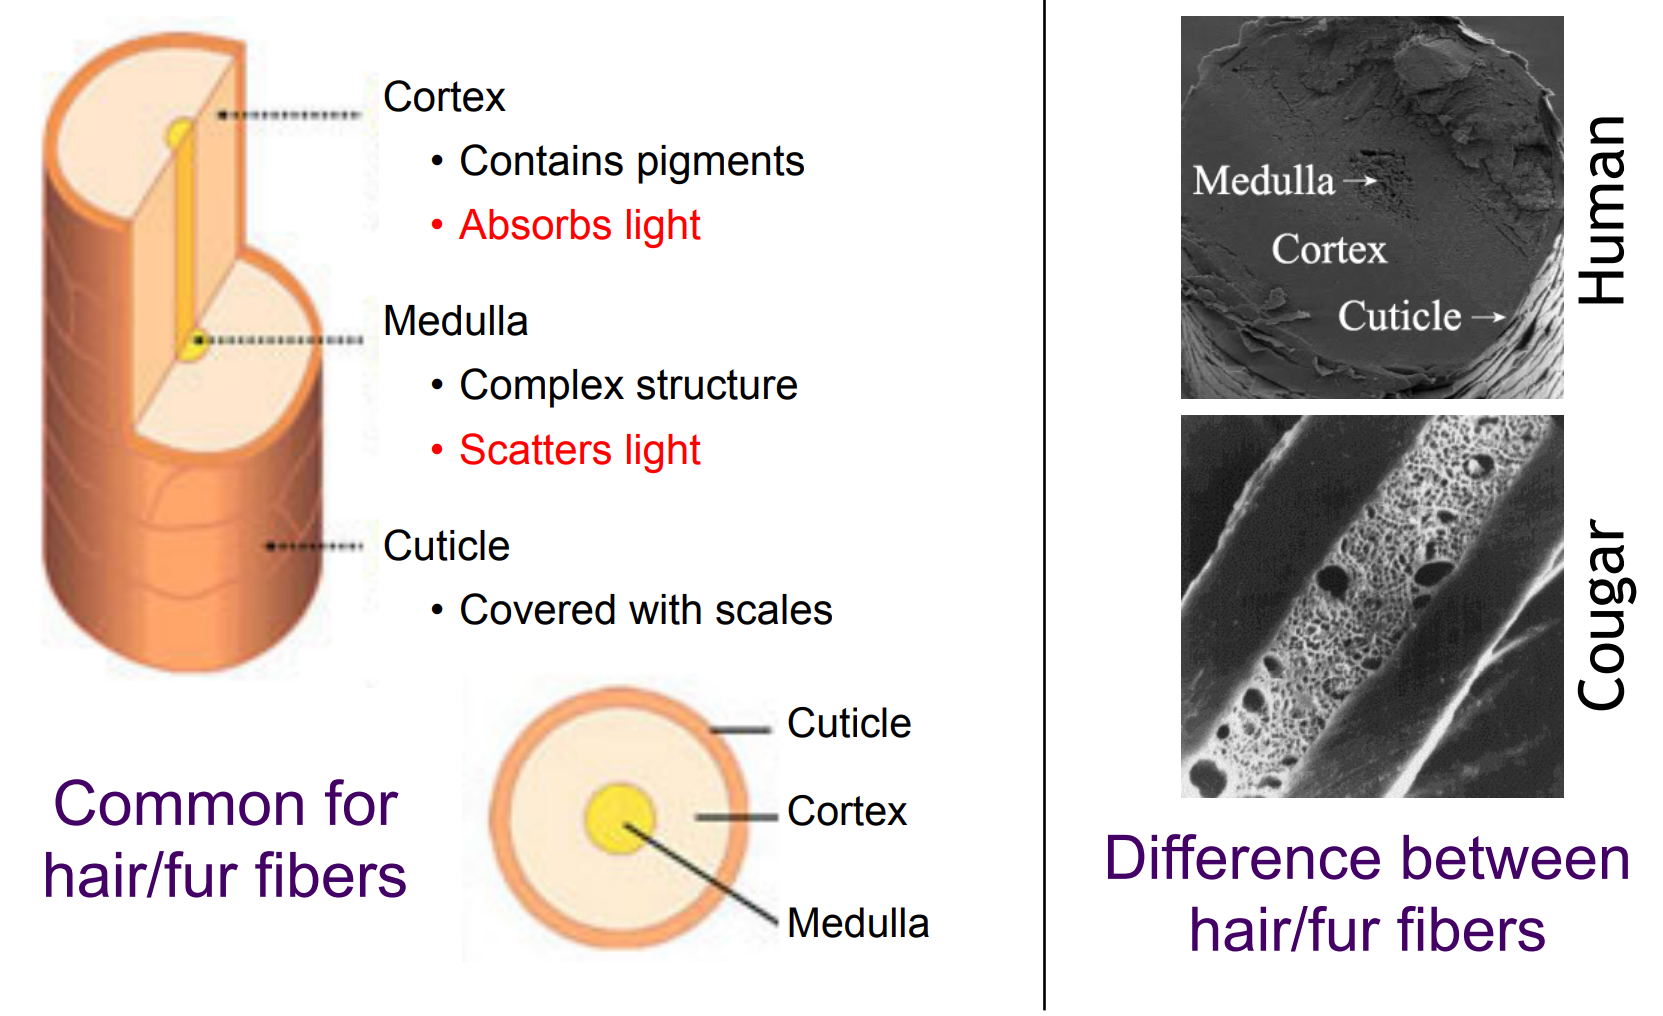 Cortex
• Contains pigments
• Absorbs light
Medulla
• Complex structure
• Scatters light
Cuticle
• Covered with scales
Common for
hair/fur fibers
Cuticle
Cortex
Medulla
Medulla
Cortex
Cuticle
Human
Cougar
Difference between
hair/fur fibers